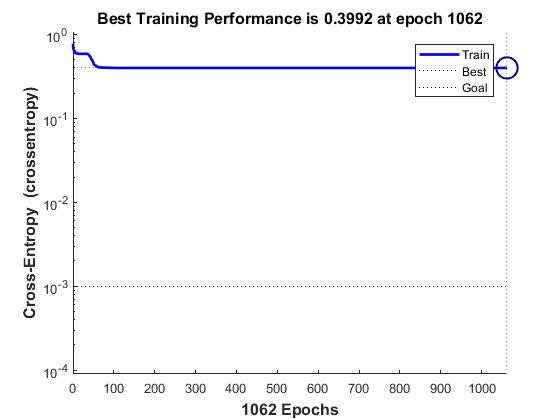 Best Training Performance is 0.3992 at epoch 1062
10^0
10^-1
10^-2
10^-3
10^-4
Cross-Entropy (crossentropy)
Train
Best
Goal
0 100 200 300 400 500 600 700 800 900 1000
1062 Epochs